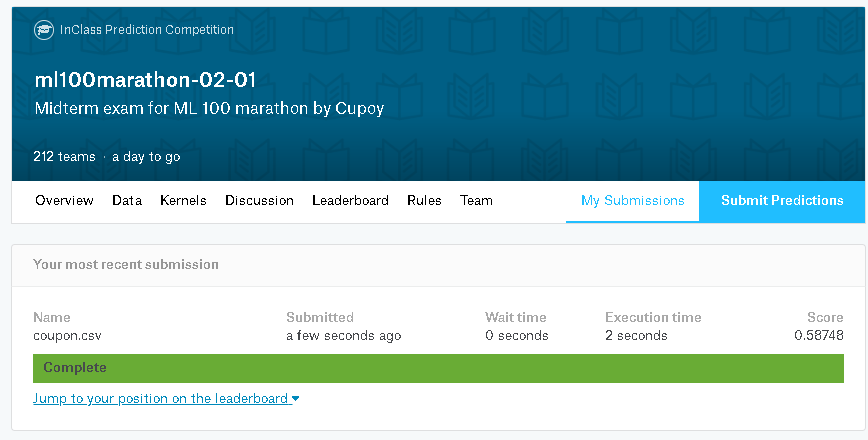 InClass Prediction Competition
ml100marathon-02-01
Midterm exam for ML 100 marathon by Cupoy
212 teams · a day to go
Overview Data Kernels Discussion Leaderboard Rules Team My Submissions Submit Predictions
Your most recent submission
Name Submitted Wait time Execution time Score
coupon.csv a few seconds ago 0 seconds 2 seconds 0.58748
Complete
Jump to your position on the leaderboard